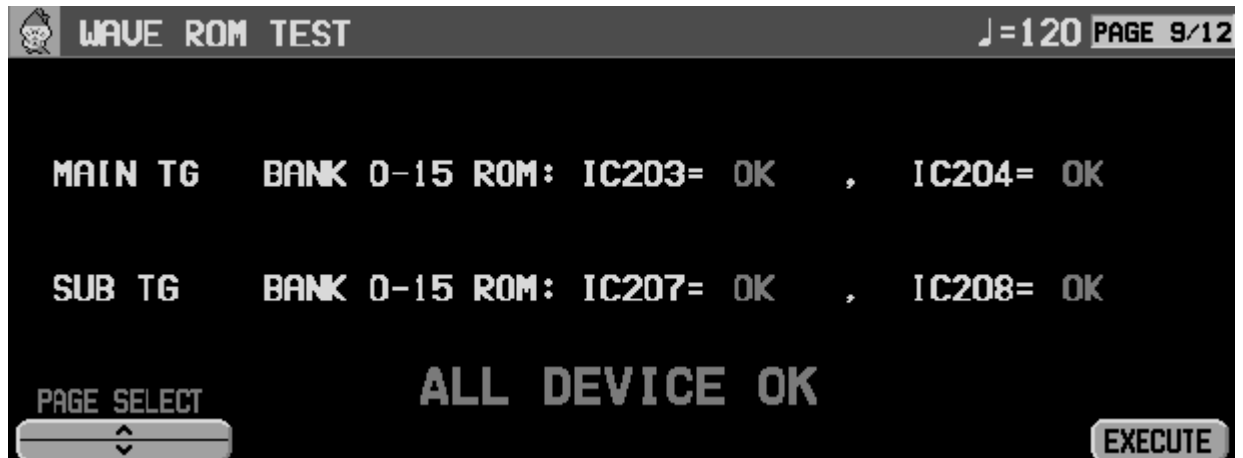 WAVE ROM TEST ♩=120 PAGE 9/12
MAIN TG BANK 0-15 ROM: IC203= OK , IC204= OK
SUB TG BANK 0-15 ROM: IC207= OK , IC208= OK
ALL DEVICE OK
PAGE SELECT
EXECUTE